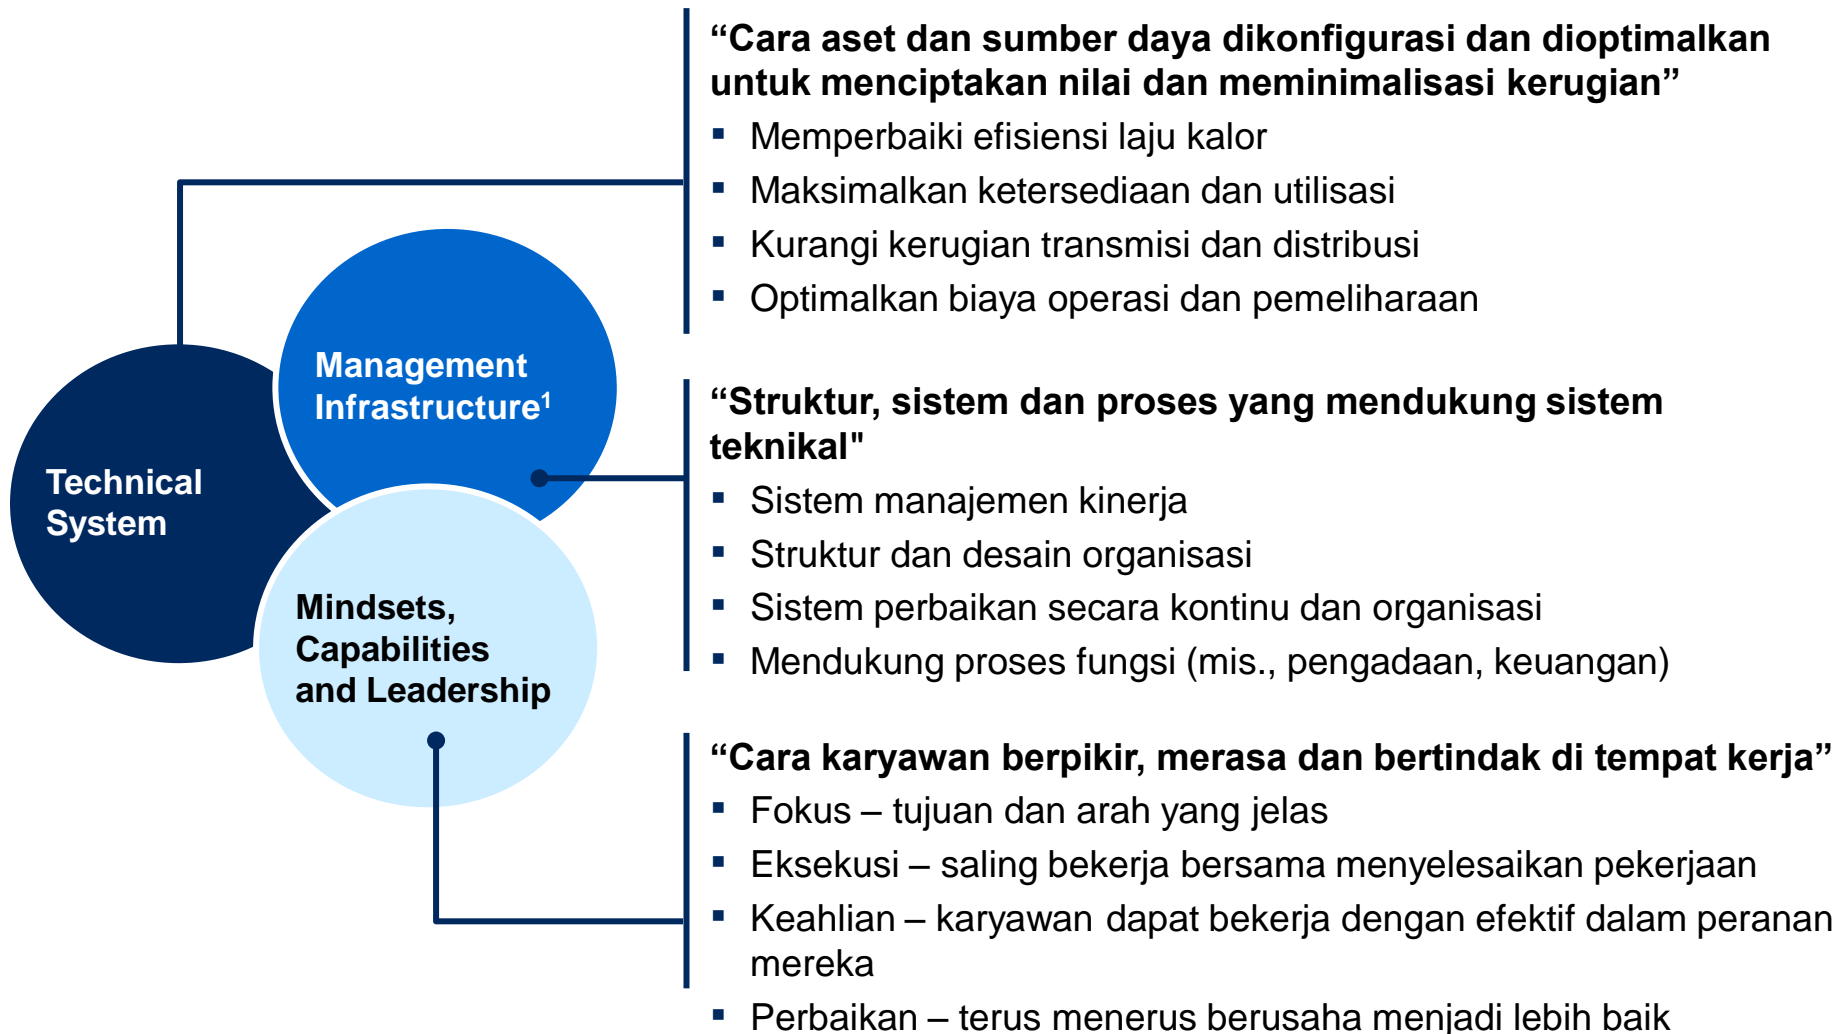 “Cara aset dan sumber daya dikonfigurasi dan dioptimalkan
untuk menciptakan nilai dan meminimalisasi kerugian”
▪ Memperbaiki efisiensi laju kalor
▪ Maksimalkan ketersediaan dan utilisasi
▪ Kurangi kerugian transmisi dan distribusi
▪ Optimalkan biaya operasi dan pemeliharaan
Management
Infrastructure¹
Technical
System
Mindsets,
Capabilities
and Leadership
“Struktur, sistem dan proses yang mendukung sistem
teknikal"
▪ Sistem manajemen kinerja
▪ Struktur dan desain organisasi
▪ Sistem perbaikan secara kontinu dan organisasi
▪ Mendukung proses fungsi (mis., pengadaan, keuangan)
“Cara karyawan berpikir, merasa dan bertindak di tempat kerja”
▪ Fokus – tujuan dan arah yang jelas
▪ Eksekusi – saling bekerja bersama menyelesaikan pekerjaan
▪ Keahlian – karyawan dapat bekerja dengan efektif dalam peranan
mereka
▪ Perbaikan – terus menerus berusaha menjadi lebih baik